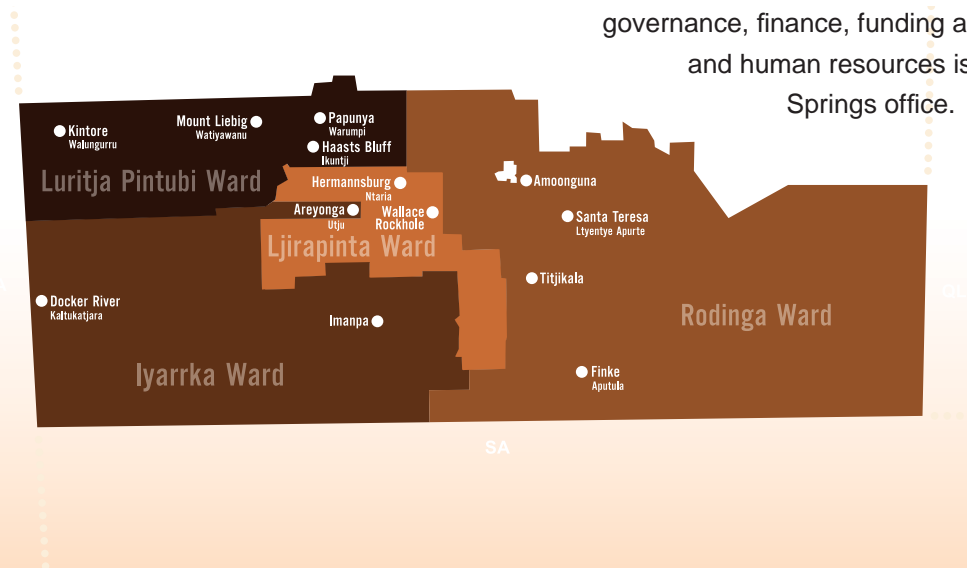 governance, finance, funding a
and human resources is
Springs office.
Kintore
Walungurru
Mount Liebig
Watiyawanu
Papunya
Warumpi
Haasts Bluff
Ikuntji
Luritja Pintubi Ward
Hermannsburg
Ntaria
Areyonga
Utju
Wallace
Rockhole
Ljirapinta Ward
Amoonguna
Santa Teresa
Ltyentye Apurte
Titjikala
Docker River
Kaltukatjara
Imanpa
Rodinga Ward
Iyarrka Ward
Finke
Aputula
SA